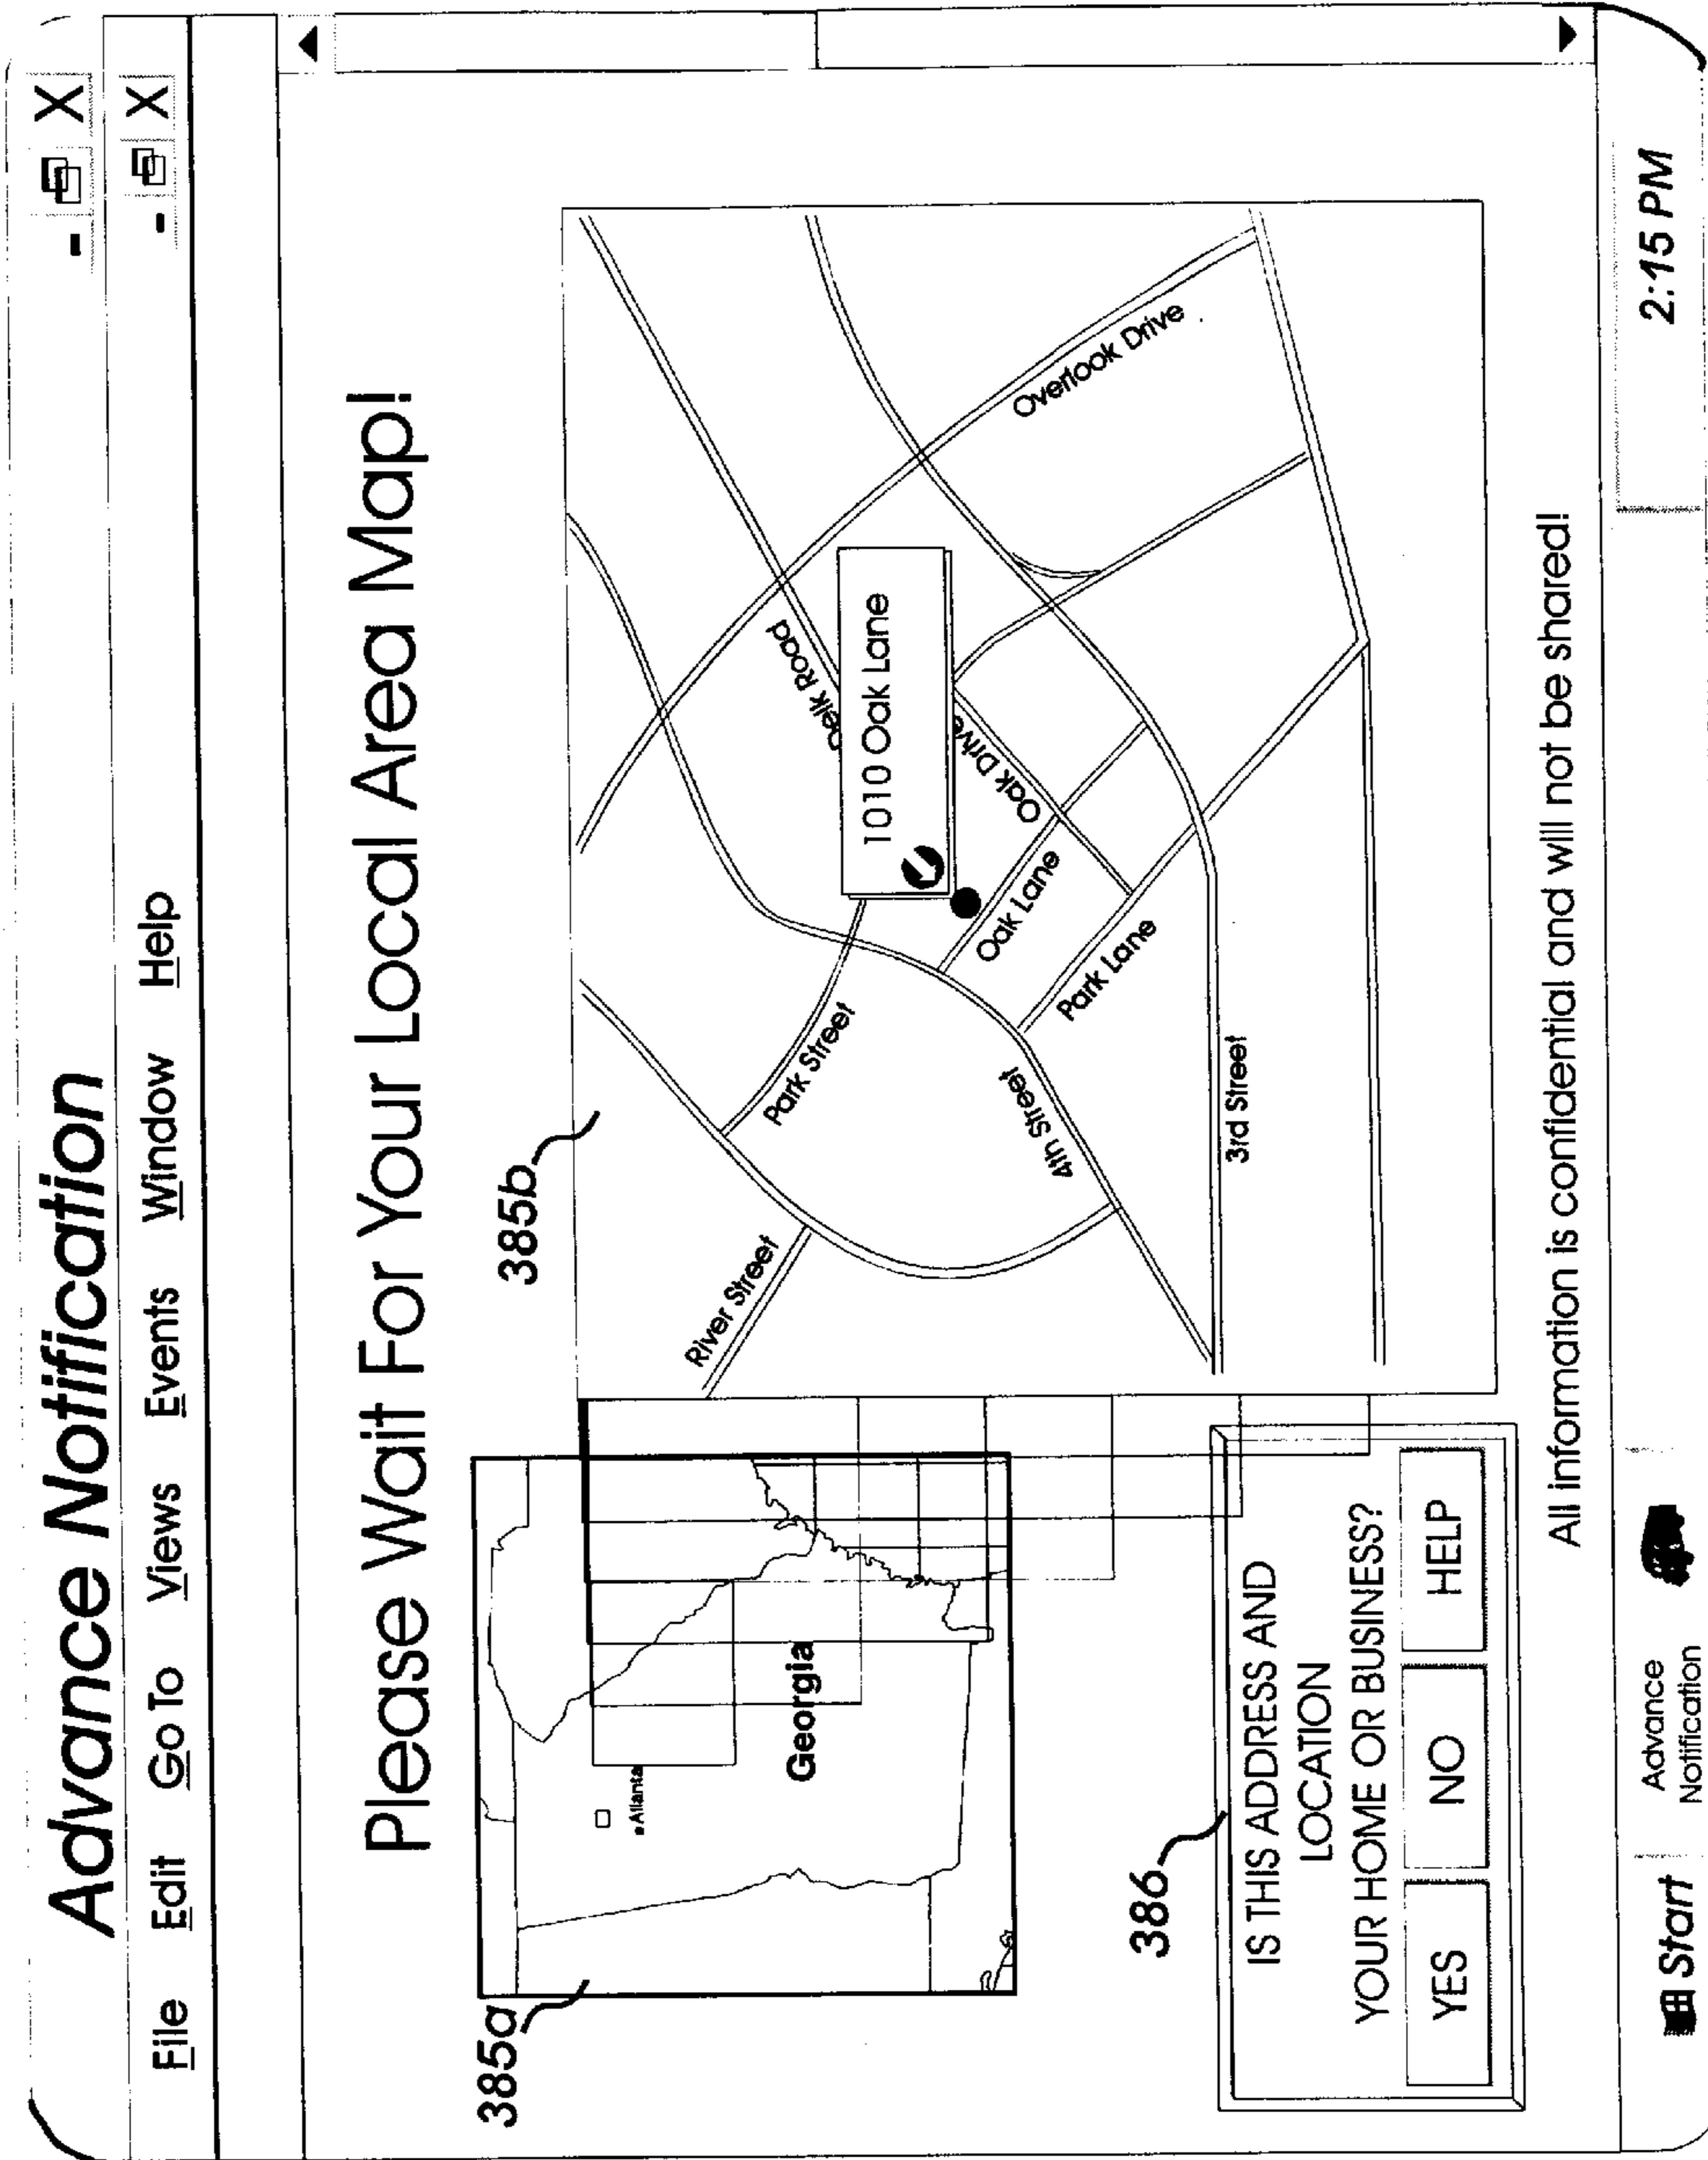 Advance Notification
- X
File Edit Go To Views Events Window Help
- X
Please Wait For Your Local Area Map!
385a
385b
Atlanta
Georgia
River Street
Park Street
Delk Road
1010 Oak Lane
Oak Drive
Oak Lane
Park Lane
4th Street
3rd Street
Overlook Drive
386
IS THIS ADDRESS AND
LOCATION
YOUR HOME OR BUSINESS?
YES NO HELP
All information is confidential and will not be shared!
Start
Advance
Notification
2:15 PM